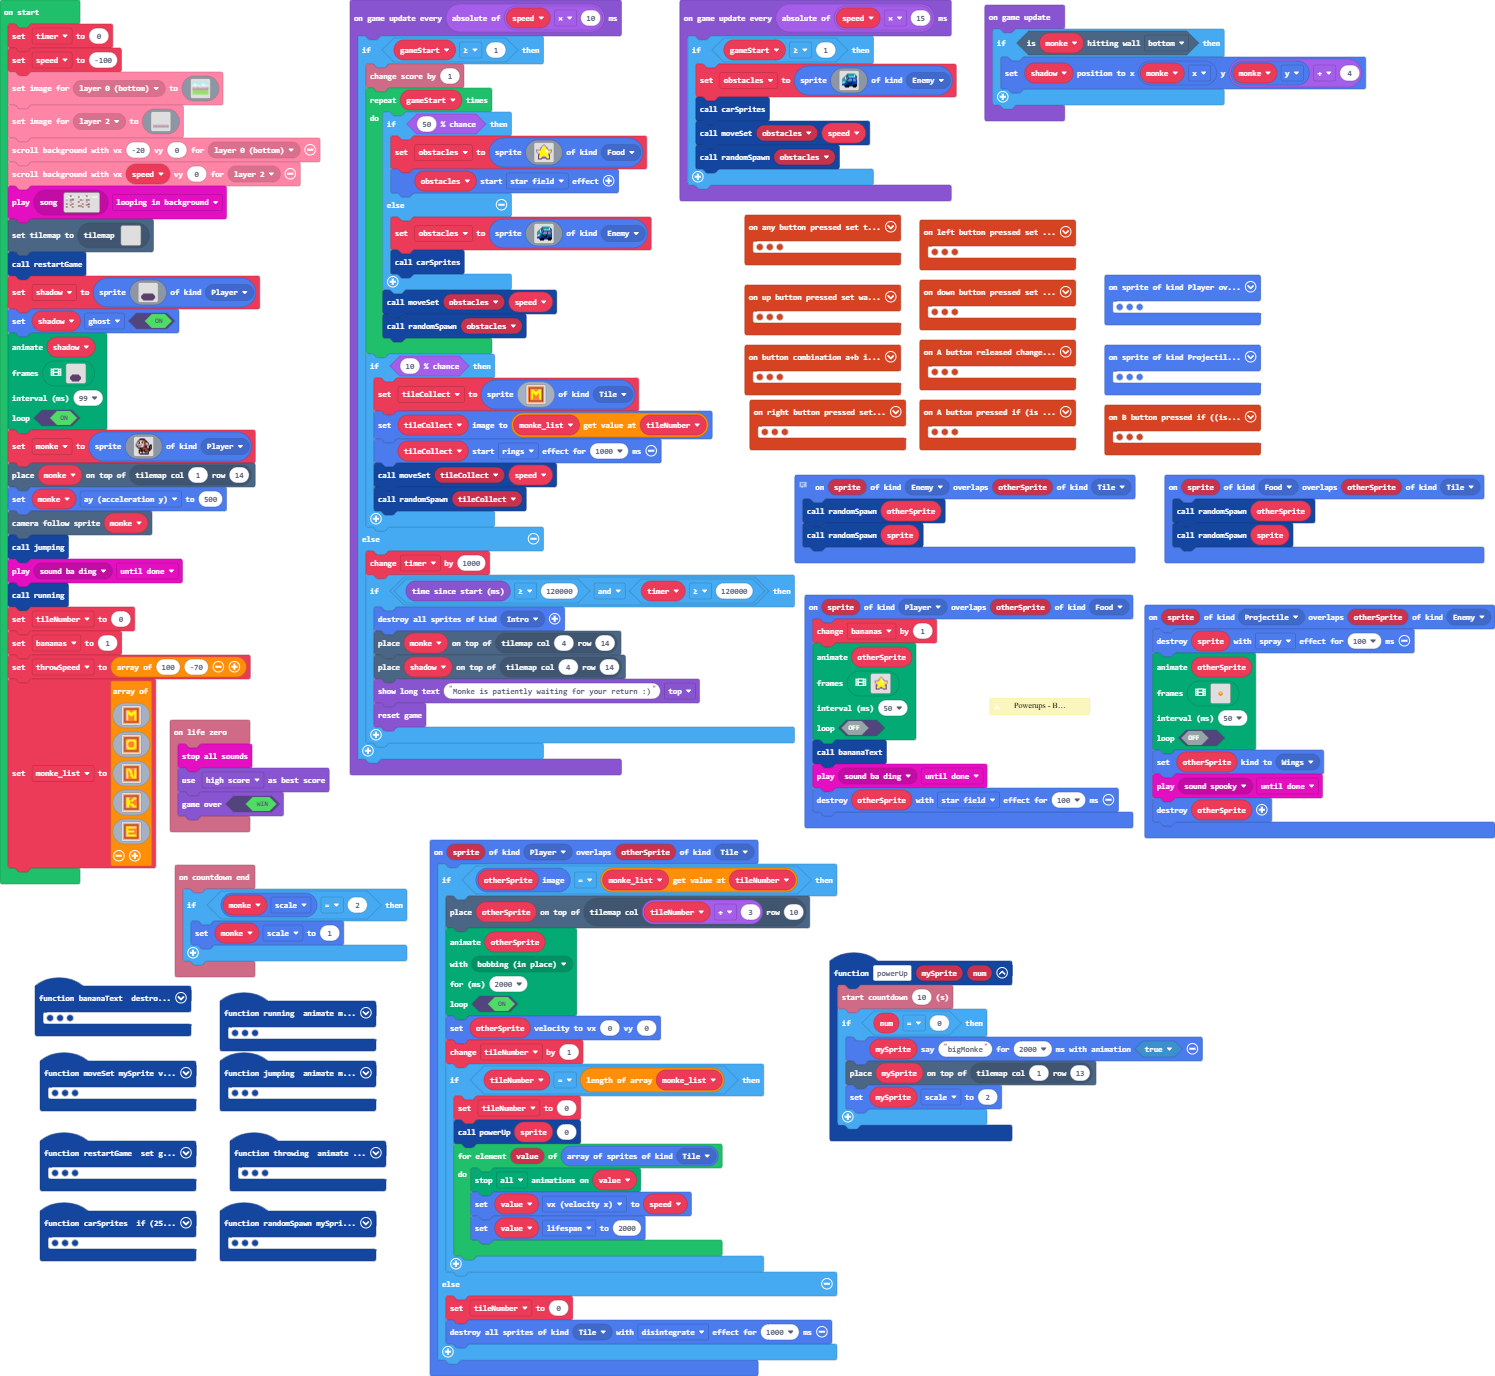 on start
set timer to 0
set speed to -100
set image for layer 0 (bottom) to
set image for layer 2 to
scroll background with vx -20 vy 0 for layer 0 (bottom)
scroll background with vx speed vy 0 for layer 2
play song looping in background
set tilemap to tilemap
call restartGame
set shadow to sprite of kind Player
set shadow ghost ON
animate shadow
frames
interval (ms) 99
loop ON
set monke to sprite of kind Player
place monke on top of tilemap col 1 row 14
set monke ay (acceleration y) to 500
camera follow sprite monke
call jumping
play sound ba ding until done
call running
set tileNumber to 0
set bananas to 1
set throwSpeed to array of 100 -70
set monke_list to array of
M
O
N
K
E
on life zero
stop all sounds
use high score as best score
game over WIN
on countdown end
if monke scale = 2 then
set monke scale to 1
function bananaText destro...
function running animate m...
function moveSet mySprite v...
function jumping animate m...
function restartGame set g...
function throwing animate ...
function carSprites if (25...
function randomSpawn mySpri...
on game update every absolute of speed × 10 ms
if gameStart ≥ 1 then
change score by 1
repeat gameStart times
do if 50 % chance then
set obstacles to sprite of kind Food
obstacles start star field effect
else
set obstacles to sprite of kind Enemy
call carSprites
call moveSet obstacles speed
call randomSpawn obstacles
if 10 % chance then
set tileCollect to sprite M of kind Tile
set tileCollect image to monke_list get value at tileNumber
tileCollect start rings effect for 1000 ms
call moveSet tileCollect speed
call randomSpawn tileCollect
else
change timer by 1000
if time since start (ms) ≥ 120000 and timer ≥ 120000 then
destroy all sprites of kind Intro
place monke on top of tilemap col 4 row 14
place shadow on top of tilemap col 4 row 14
show long text "Monke is patiently waiting for your return :)" top
reset game
on game update every absolute of speed × 15 ms
if gameStart ≥ 1 then
set obstacles to sprite of kind Enemy
call carSprites
call moveSet obstacles speed
call randomSpawn obstacles
on game update
if is monke hitting wall bottom then
set shadow position to x monke x y monke y + 4
on any button pressed set t...
on left button pressed set ...
on up button pressed set wa...
on down button pressed set ...
on button combination a+b i...
on A button released change...
on right button pressed set...
on A button pressed if (is ...
on sprite of kind Player ov...
on sprite of kind Projectil...
on B button pressed if ((is...
on sprite of kind Enemy overlaps otherSprite of kind Tile
call randomSpawn otherSprite
call randomSpawn sprite
on sprite of kind Food overlaps otherSprite of kind Tile
call randomSpawn otherSprite
call randomSpawn sprite
on sprite of kind Player overlaps otherSprite of kind Food
change bananas by 1
animate otherSprite
frames
interval (ms) 50
loop OFF
call bananaText
play sound ba ding until done
destroy otherSprite with star field effect for 100 ms
Powerups - B...
on sprite of kind Projectile overlaps otherSprite of kind Enemy
destroy sprite with spray effect for 100 ms
animate otherSprite
frames
interval (ms) 50
loop OFF
set otherSprite kind to Wings
play sound spooky until done
destroy otherSprite
on sprite of kind Player overlaps otherSprite of kind Tile
if otherSprite image = monke_list get value at tileNumber then
place otherSprite on top of tilemap col tileNumber + 3 row 10
animate otherSprite
with bobbing (in place)
for (ms) 2000
loop ON
set otherSprite velocity to vx 0 vy 0
change tileNumber by 1
if tileNumber = length of array monke_list then
set tileNumber to 0
call powerUp sprite 0
for element value of array of sprites of kind Tile
do stop all animations on value
set value vx (velocity x) to speed
set value lifespan to 2000
else
set tileNumber to 0
destroy all sprites of kind Tile with disintegrate effect for 1000 ms
function powerUp mySprite num
start countdown 10 (s)
if num = 0 then
mySprite say "bigMonke" for 2000 ms with animation true
place mySprite on top of tilemap col 1 row 13
set mySprite scale to 2